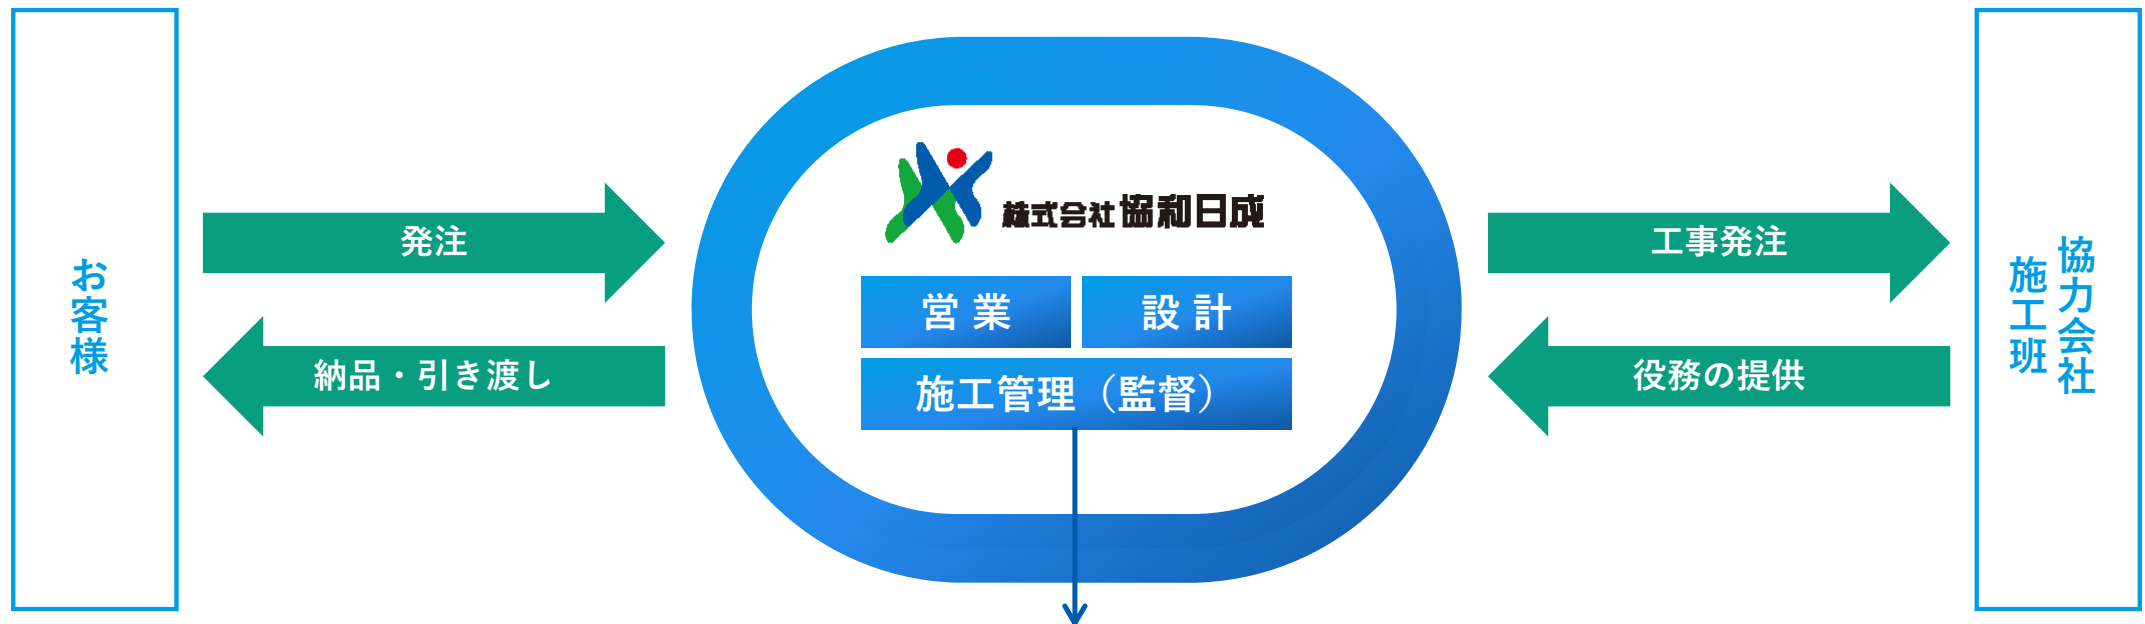 お客様
発注
納品・引き渡し
株式会社協和日成
営業
設計
施工管理（監督）
工事発注
役務の提供
協力会社
施工班